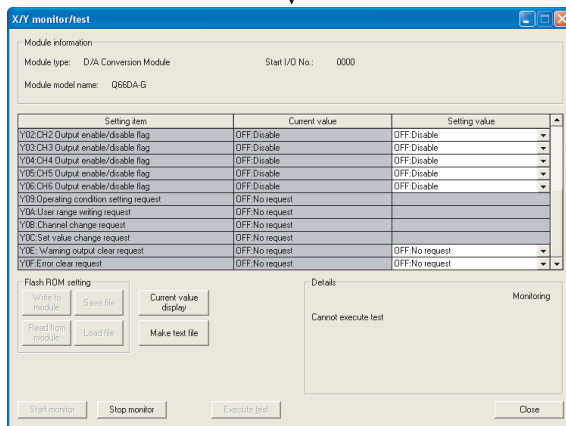 X/Y monitor/test
Module information
Module type: D/A Conversion Module Start I/O No.: 0000
Module model name: Q66DA-G
Setting item Current value Setting value
Y02:CH2 Output enable/disable flag OFF:Disable OFF:Disable
Y03:CH3 Output enable/disable flag OFF:Disable OFF:Disable
Y04:CH4 Output enable/disable flag OFF:Disable OFF:Disable
Y05:CH5 Output enable/disable flag OFF:Disable OFF:Disable
Y06:CH6 Output enable/disable flag OFF:Disable OFF:Disable
Y09:Operating condition setting request OFF:No request
Y0A:User range writing request OFF:No request
Y0B:Channel change request OFF:No request
Y0C:Set value change request OFF:No request
Y0E: Warning output clear request OFF:No request OFF:No request
Y0F:Error clear request OFF:No request OFF:No request
Flash ROM setting
Write to module
Save file
Current value display
Read from module
Load file
Make text file
Details
Monitoring
Cannot execute test
Start monitor Stop monitor Execute test Close